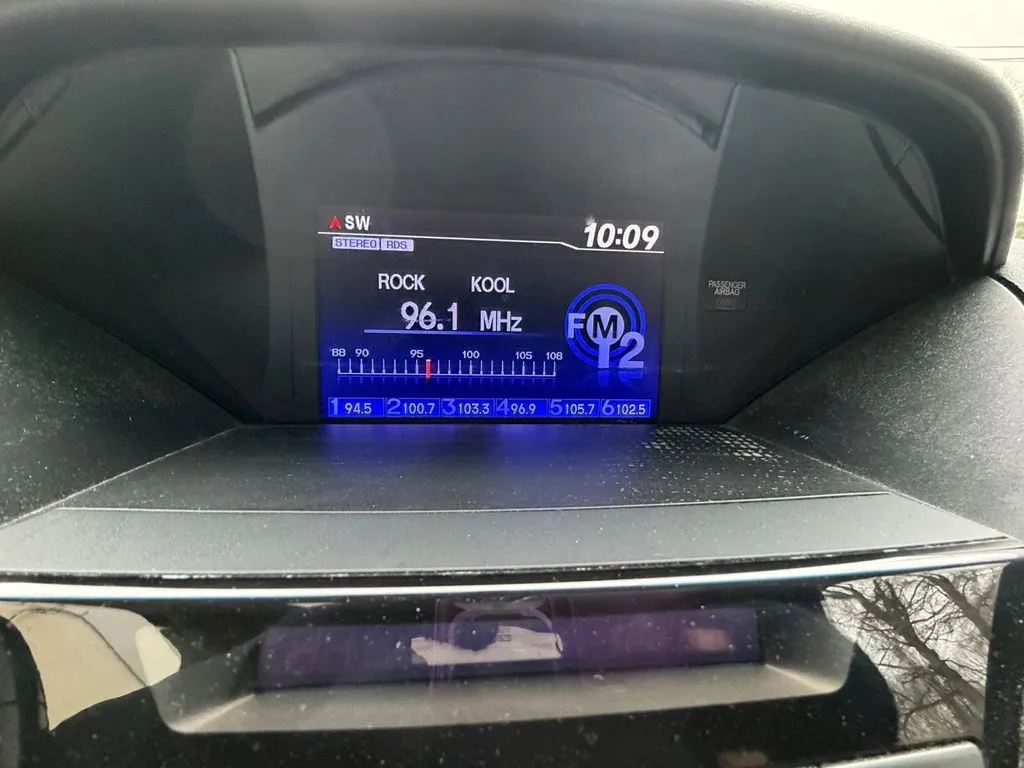 SW
10:09
STEREO RDS
ROCK KOOL
96.1 MHz
FM2
88 90 95 100 105 108
1 94.5 2 100.7 3 103.3 4 96.9 5 105.7 6 102.5
PASSENGER
AIRBAG